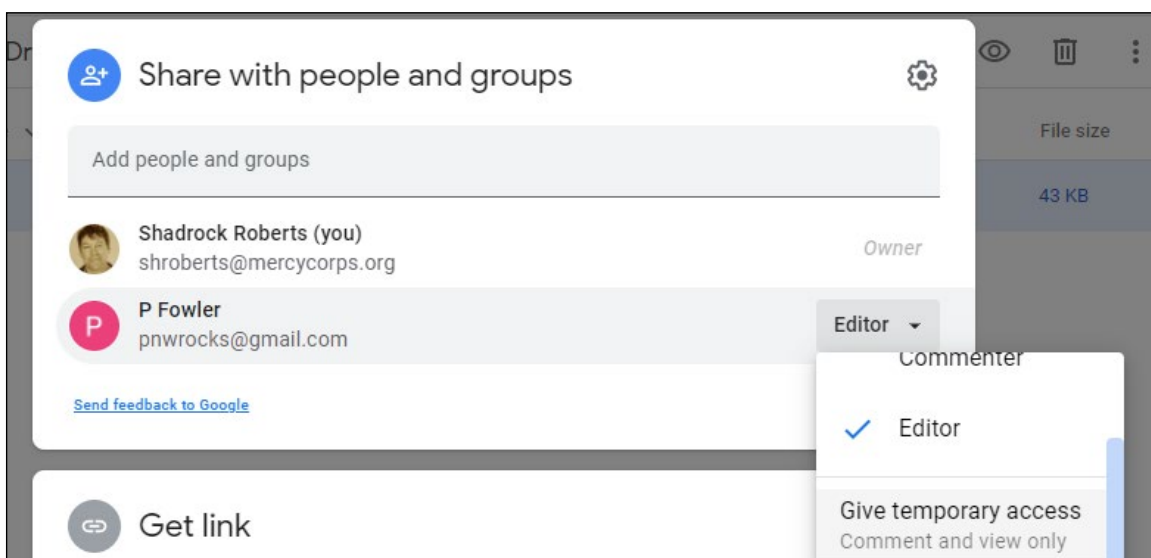 Dr
Share with people and groups
File size
Add people and groups
43 KB
Shadrock Roberts (you)
shroberts@mercycorps.org
Owner
P
P Fowler
pnwrocks@gmail.com
Editor
Commenter
Send feedback to Google
Editor
Get link
Give temporary access
Comment and view only